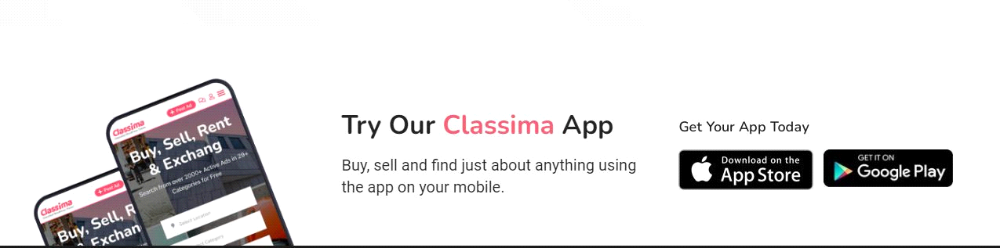 Try Our Classima App
Buy, sell and find just about anything using
the app on your mobile.
Get Your App Today
Download on the
App Store
GET IT ON
Google Play
Classima
+ Post Ad
Buy, Sell, Rent
& Exchang
Search from over 2000+ Active Ads in 29+
Categories for Free
Select Location
Category
Classima
+ Post Ad
Buy, Sell, R
& Exchan